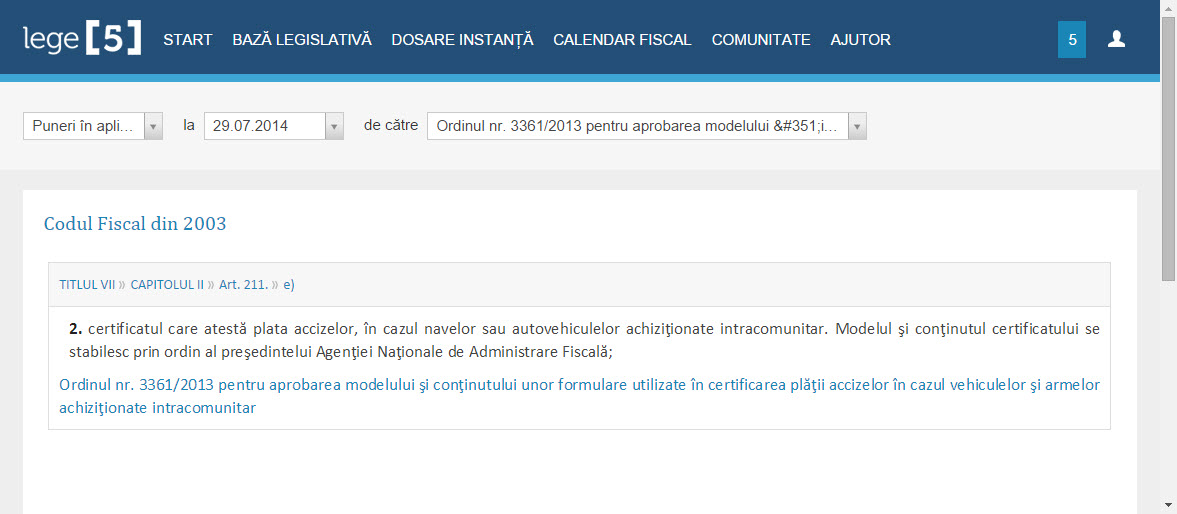 lege [5] START BAZĂ LEGISLATIVĂ DOSARE INSTANȚĂ CALENDAR FISCAL COMUNITATE AJUTOR 5
Puneri în apli... la 29.07.2014 de către Ordinul nr. 3361/2013 pentru aprobarea modelului &#351;i...
Codul Fiscal din 2003
TITLUL VII » CAPITOLUL II » Art. 211. » e)
2. certificatul care atestă plata accizelor, în cazul navelor sau autovehiculelor achiziţionate intracomunitar. Modelul şi conţinutul certificatului se
stabilesc prin ordin al preşedintelui Agenţiei Naţionale de Administrare Fiscală;
Ordinul nr. 3361/2013 pentru aprobarea modelului şi conţinutului unor formulare utilizate în certificarea plăţii accizelor în cazul vehiculelor şi armelor
achiziţionate intracomunitar